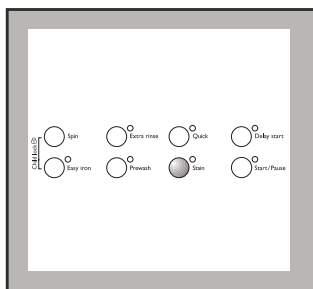 Spin
Extra rinse
Quick
Delay start
Child lock
Easy iron
Prewash
Stain
Start/Pause